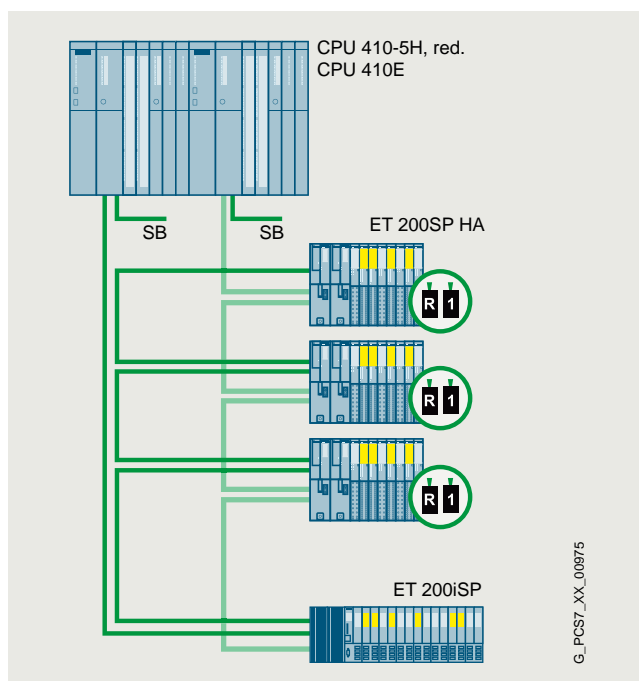 CPU 410-5H, red.
CPU 410E
SB
SB
ET 200SP HA
R 1
R 1
R 1
ET 200iSP
G_PCS7_XX_00975